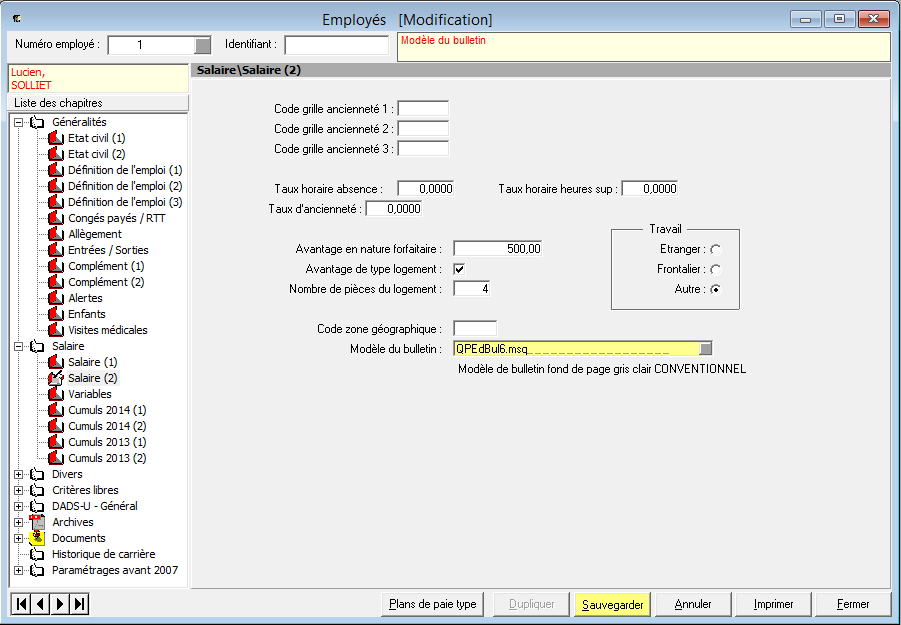 Employés [Modification]
Numéro employé : 1 Identifiant :
Modèle du bulletin
Lucien,
SOLLIET
Salaire\Salaire (2)
Liste des chapitres
Généralités
Etat civil (1)
Etat civil (2)
Définition de l'emploi (1)
Définition de l'emploi (2)
Définition de l'emploi (3)
Congés payés / RTT
Allègement
Entrées / Sorties
Complément (1)
Complément (2)
Alertes
Enfants
Visites médicales
Salaire
Salaire (1)
Salaire (2)
Variables
Cumuls 2014 (1)
Cumuls 2014 (2)
Cumuls 2013 (1)
Cumuls 2013 (2)
Divers
Critères libres
DADS-U - Général
Archives
Documents
Historique de carrière
Paramétrages avant 2007
Code grille ancienneté 1 :
Code grille ancienneté 2 :
Code grille ancienneté 3 :
Taux horaire absence : 0,0000 Taux horaire heures sup : 0,0000
Taux d'ancienneté : 0,0000
Avantage en nature forfaitaire : 500,00
Avantage de type logement :
Nombre de pièces du logement : 4
Travail
Etranger :
Frontalier :
Autre :
Code zone géographique :
Modèle du bulletin : QPEdBul6.msq
Modèle de bulletin fond de page gris clair CONVENTIONNEL
Plans de paie type Dupliquer Sauvegarder Annuler Imprimer Fermer